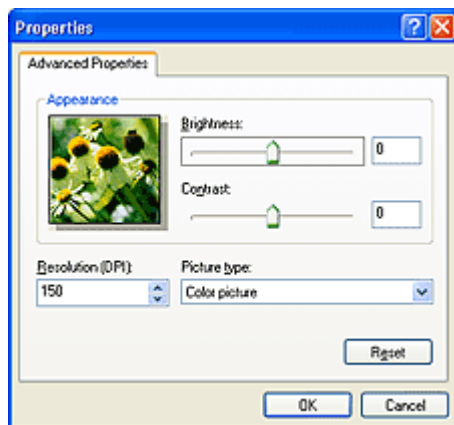 Properties
Advanced Properties
Appearance
Brightness:
0
Contrast:
0
Resolution (DPI):
150
Picture type:
Color picture
Reset
OK
Cancel